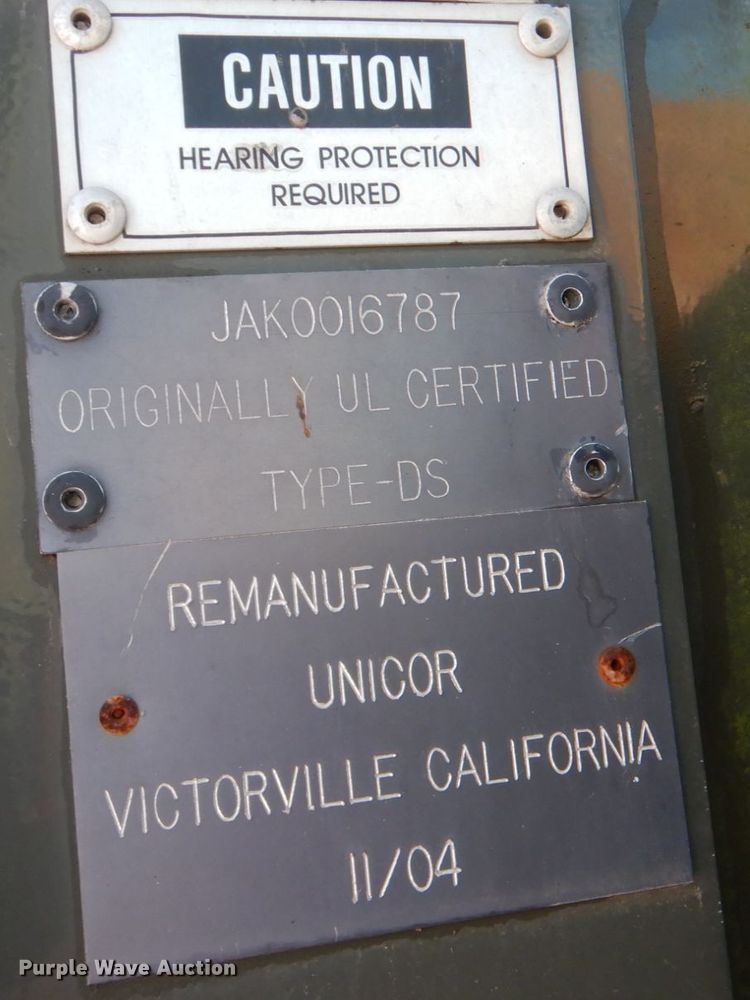 CAUTION
HEARING PROTECTION
REQUIRED
JAK0016787
ORIGINALLY UL CERTIFIED
TYPE-DS
REMANUFACTURED
UNICOR
VICTORVILLE CALIFORNIA
11/04
Purple Wave Auction